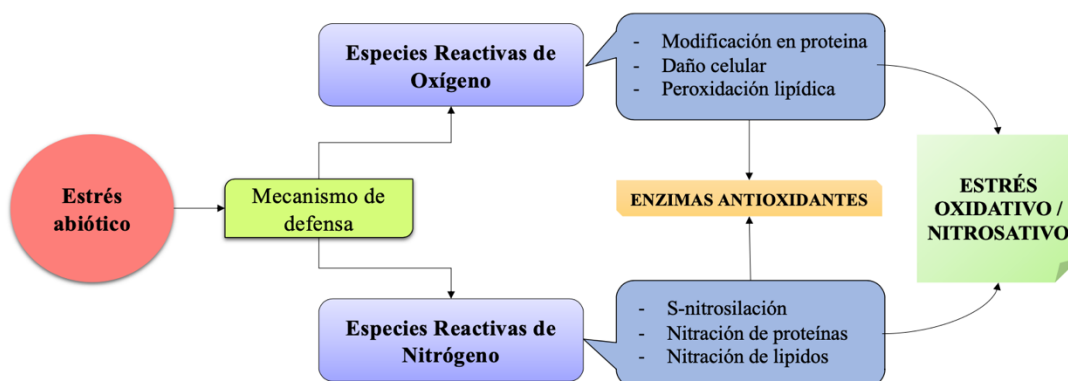 Especies Reactivas de
Oxígeno
- Modificación en proteina
- Daño celular
- Peroxidación lipídica
Estrés
abiótico
Mecanismo de
defensa
ENZIMAS ANTIOXIDANTES
ESTRÉS
OXIDATIVO /
NITROSATIVO
Especies Reactivas de
Nitrógeno
- S-nitrosilación
- Nitración de proteínas
- Nitración de lipidos